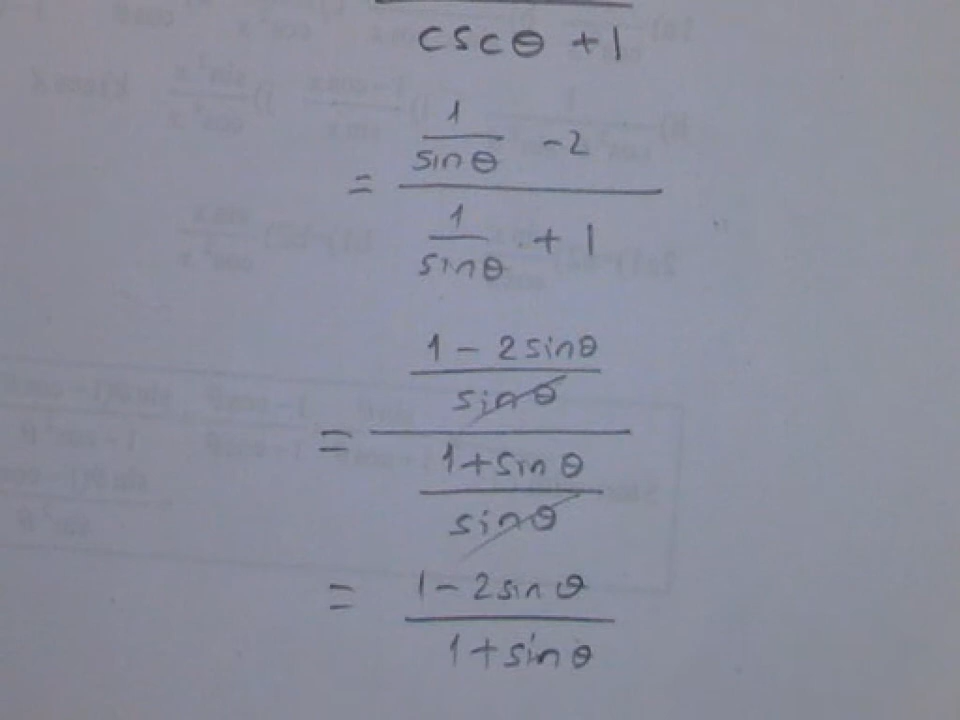 cscθ + 1
= (1/sinθ - 2)/(1/sinθ + 1)
= ((1 - 2sinθ)/sinθ)/((1 + sinθ)/sinθ)
= (1 - 2sinθ)/(1 + sinθ)